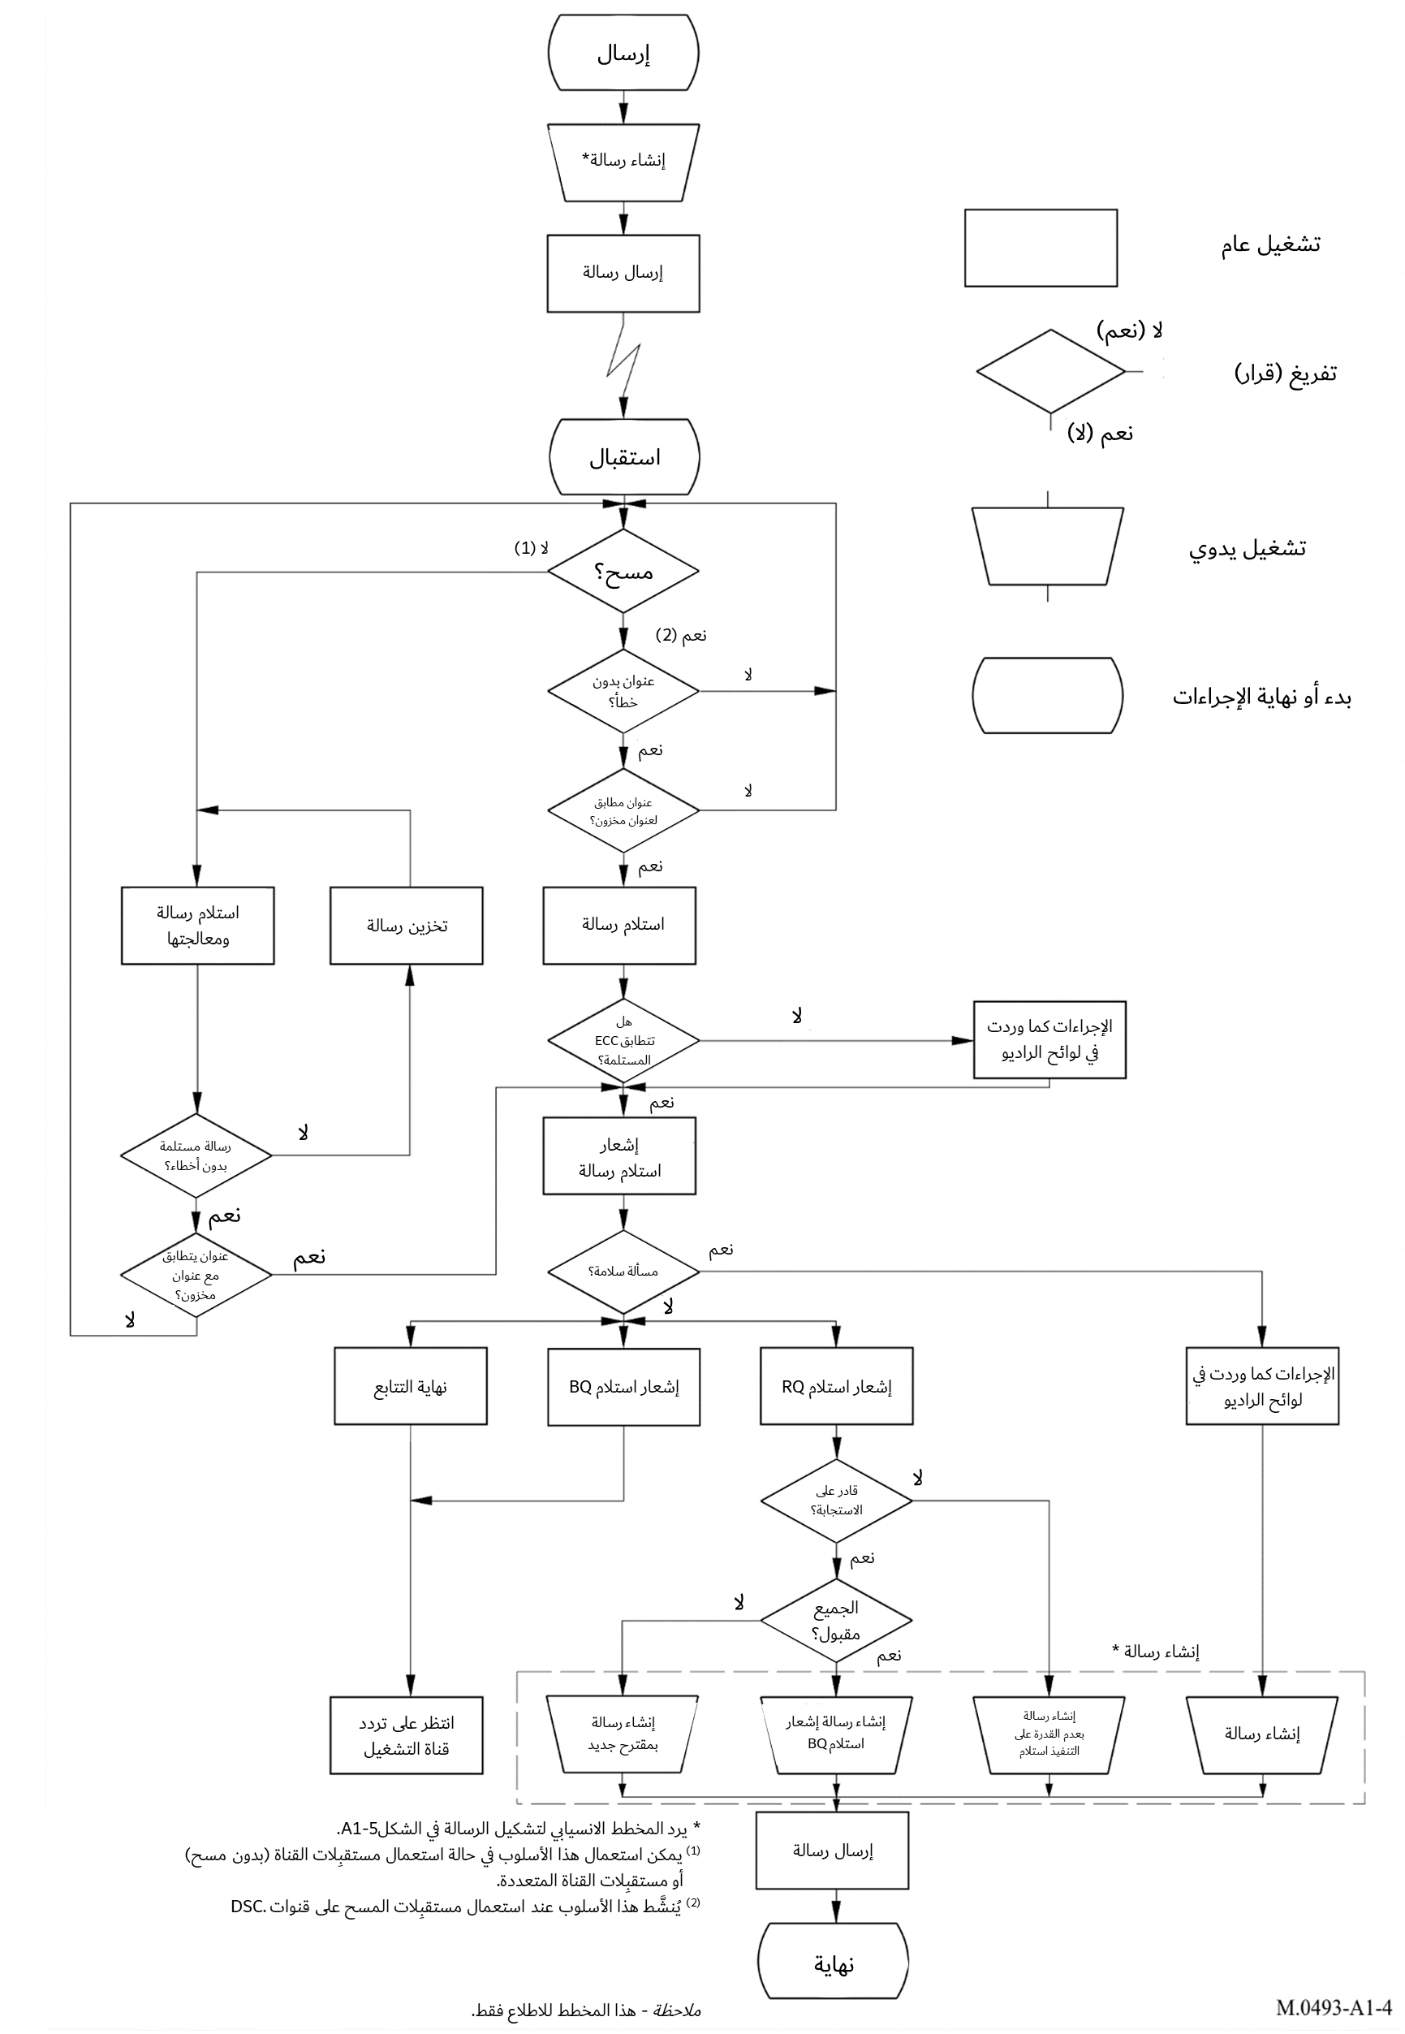 إرسال
إنشاء رسالة*
إرسال رسالة
تشغيل عام
لا (نعم)
تفريغ (قرار)
نعم (لا)
استقبال
لا (1)
مسح؟
تشغيل يدوي
نعم (2)
عنوان بدون
خطأ؟
لا
بدء أو نهاية الإجراءات
نعم
عنوان مطابق
لعنوان مخزون؟
لا
نعم
استلام رسالة
ومعالجتها
تخزين رسالة
استلام رسالة
هل
تتطابق ECC
المستلمة؟
لا
الإجراءات كما وردت
في لوائح الراديو
نعم
رسالة مستلمة
بدون أخطاء؟
لا
إشعار
استلام رسالة
نعم
عنوان يتطابق
مع عنوان
مخزون؟
نعم
لا
مسألة سلامة؟
نعم
لا
نهاية التتابع
إشعار استلام BQ
إشعار استلام RQ
الإجراءات كما وردت في
لوائح الراديو
قادر على
الاستجابة؟
لا
نعم
الجميع
مقبول؟
لا
نعم
إنشاء رسالة *
انتظر على تردد
قناة التشغيل
إنشاء رسالة
بمقترح جديد
إنشاء رسالة إشعار
استلام BQ
إنشاء رسالة
بعدم القدرة على
التنفيذ استلام
إنشاء رسالة
إرسال رسالة
نهاية
* يرد المخطط الانسيابي لتشكيل الرسالة في الشكل A1-5.
(1) يمكن استعمال هذا الأسلوب في حالة استعمال مستقبِلات القناة (بدون مسح)
أو مستقبِلات القناة المتعددة.
(2) يُنشَّط هذا الأسلوب عند استعمال مستقبِلات المسح على قنوات DSC.
ملاحظة - هذا المخطط للاطلاع فقط.
M.0493-A1-4